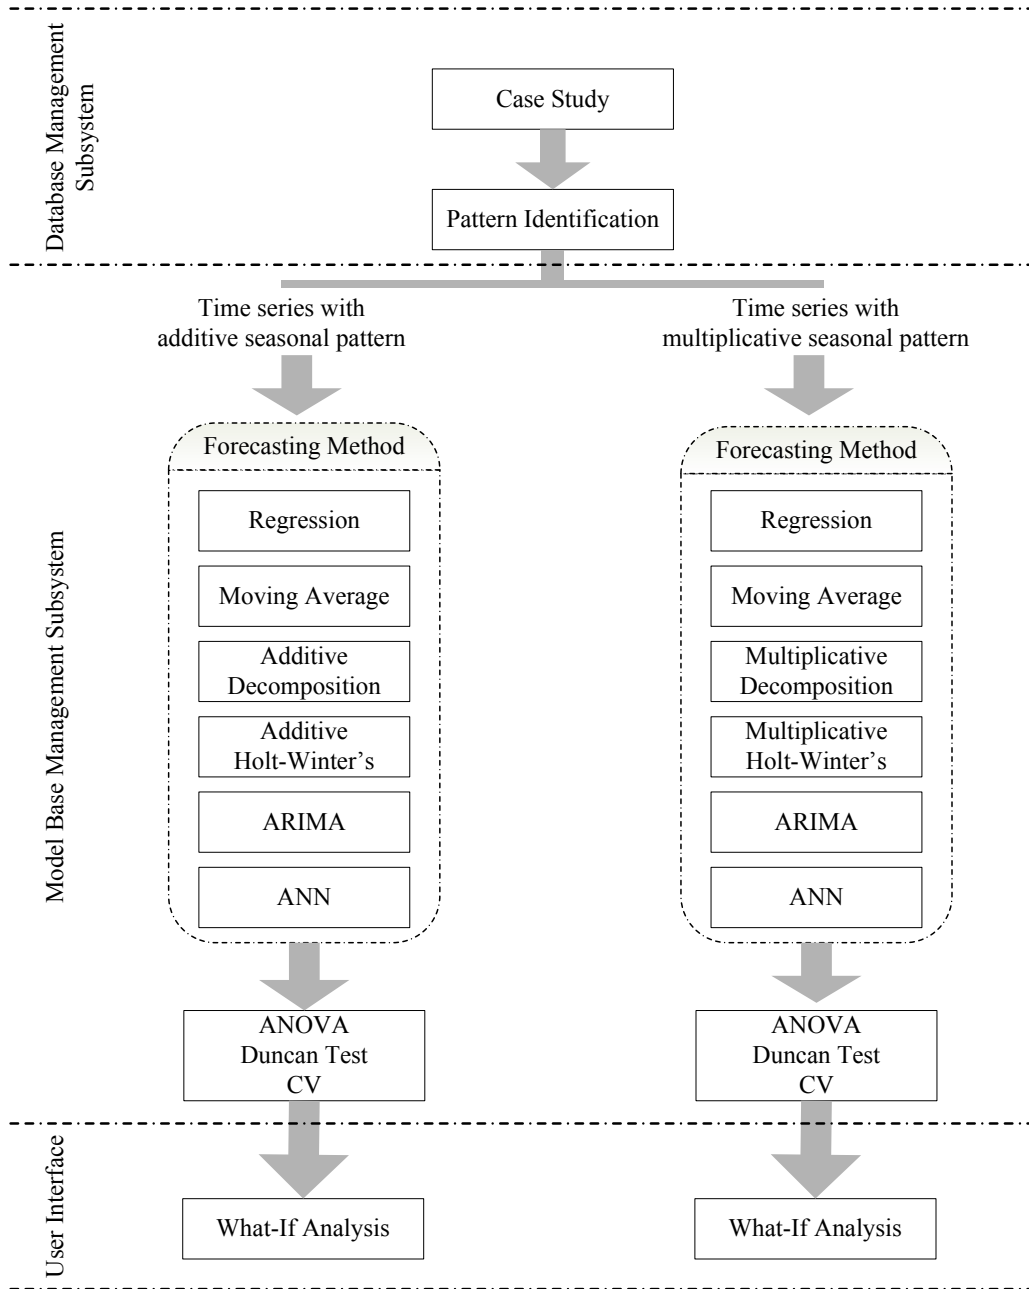 Database Management
Subsystem
Case Study
Pattern Identification
Model Base Management Subsystem
Time series with
additive seasonal pattern
Forecasting Method
Regression
Moving Average
Additive
Decomposition
Additive
Holt-Winter’s
ARIMA
ANN
ANOVA
Duncan Test
CV
Time series with
multiplicative seasonal pattern
Forecasting Method
Regression
Moving Average
Multiplicative
Decomposition
Multiplicative
Holt-Winter’s
ARIMA
ANN
ANOVA
Duncan Test
CV
User Interface
What-If Analysis
What-If Analysis